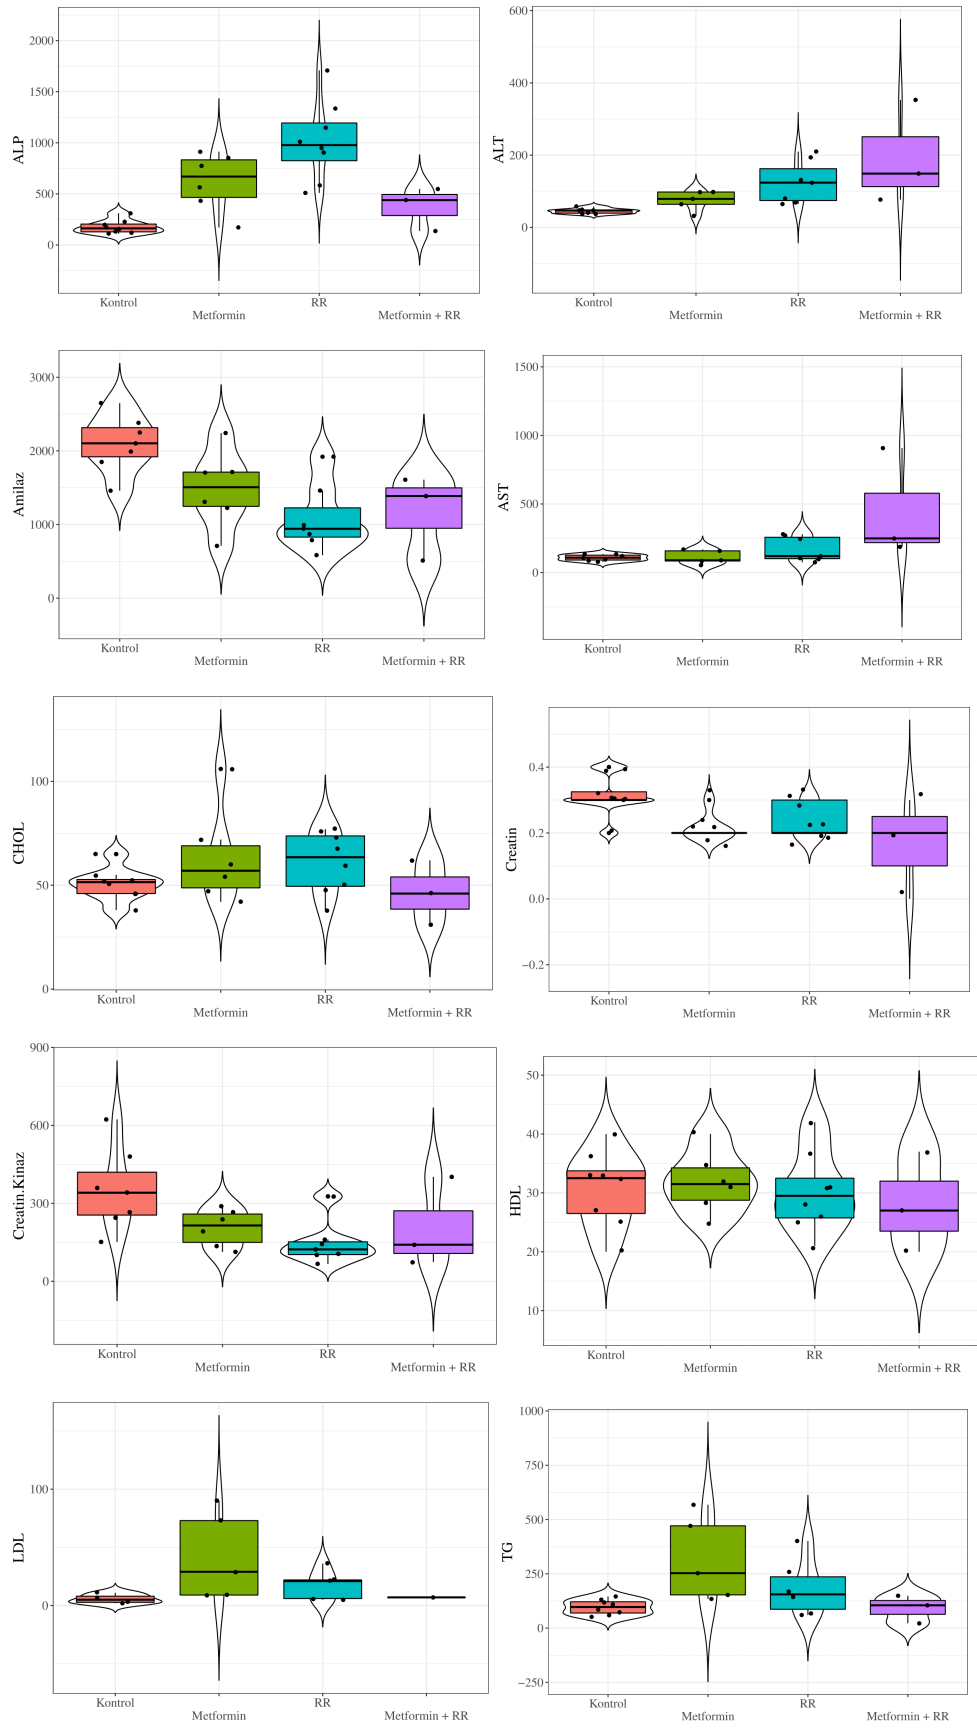 ALP
2000
1500
1000
500
0
Kontrol
Metformin
RR
Metformin + RR
ALT
600
400
200
0
Kontrol
Metformin
RR
Metformin + RR
Amilaz
3000
2000
1000
0
Kontrol
Metformin
RR
Metformin + RR
AST
1500
1000
500
0
Kontrol
Metformin
RR
Metformin + RR
CHOL
100
50
0
Kontrol
Metformin
RR
Metformin + RR
Creatin
0.4
0.2
0.0
−0.2
Kontrol
Metformin
RR
Metformin + RR
Creatin.Kinaz
900
600
300
0
Kontrol
Metformin
RR
Metformin + RR
HDL
50
40
30
20
10
Kontrol
Metformin
RR
Metformin + RR
LDL
100
0
Kontrol
Metformin
RR
Metformin + RR
TG
1000
750
500
250
0
−250
Kontrol
Metformin
RR
Metformin + RR